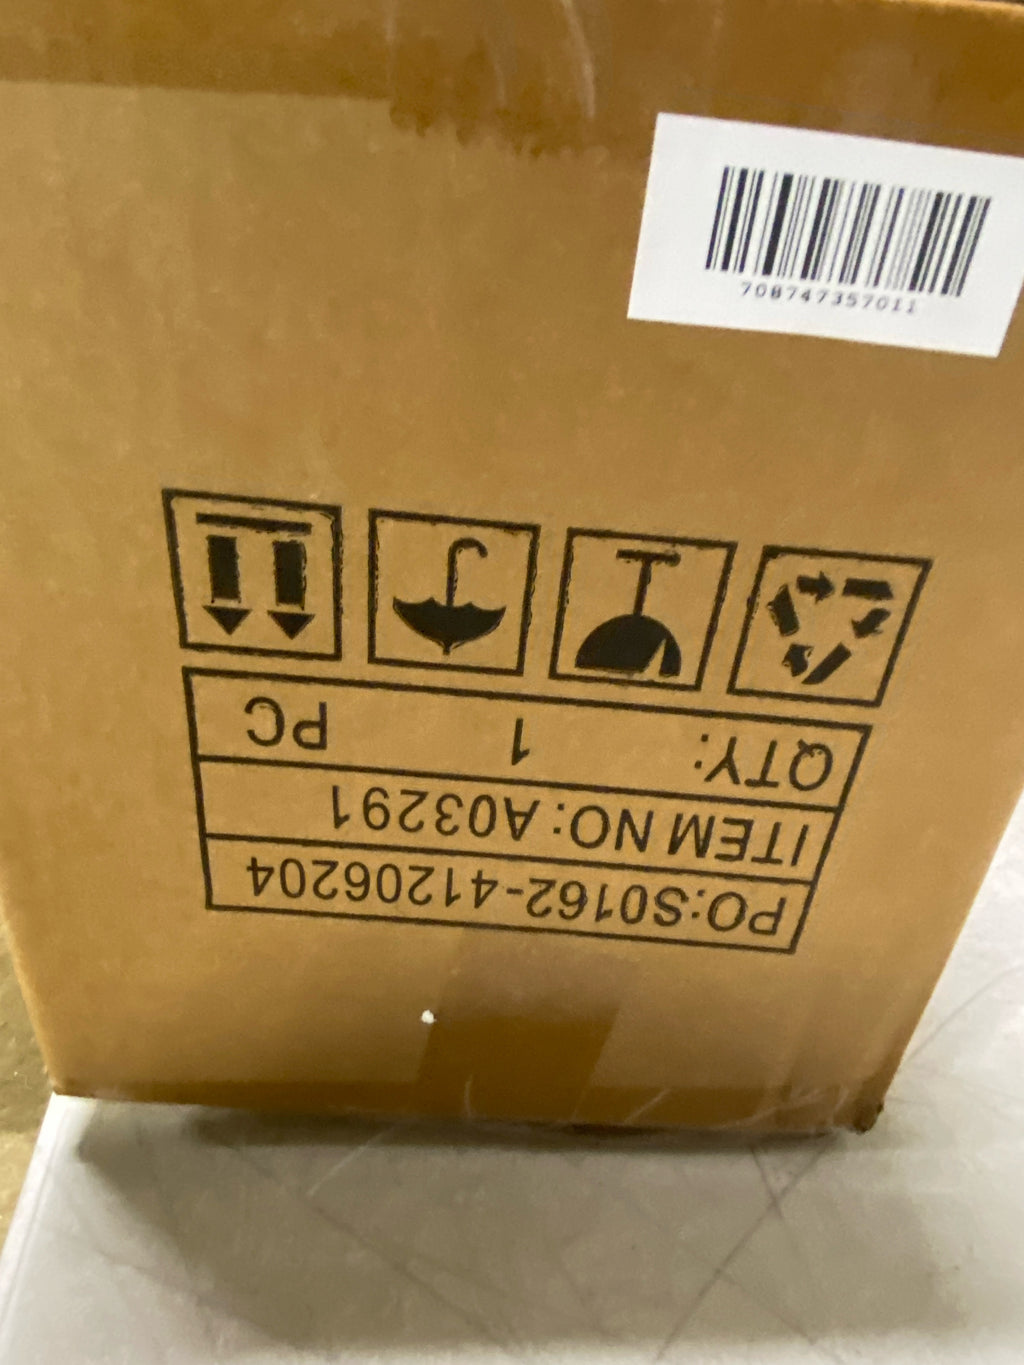 708747357011
PO:S0162-41206204
ITEM NO: A03291
QTY: 1 PC